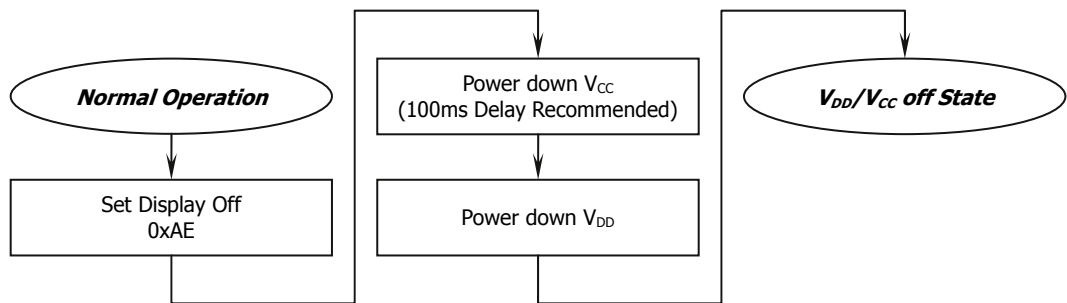 Normal Operation
Set Display Off
0xAE
Power down VCC
(100ms Delay Recommended)
Power down VDD
VDD/VCC off State